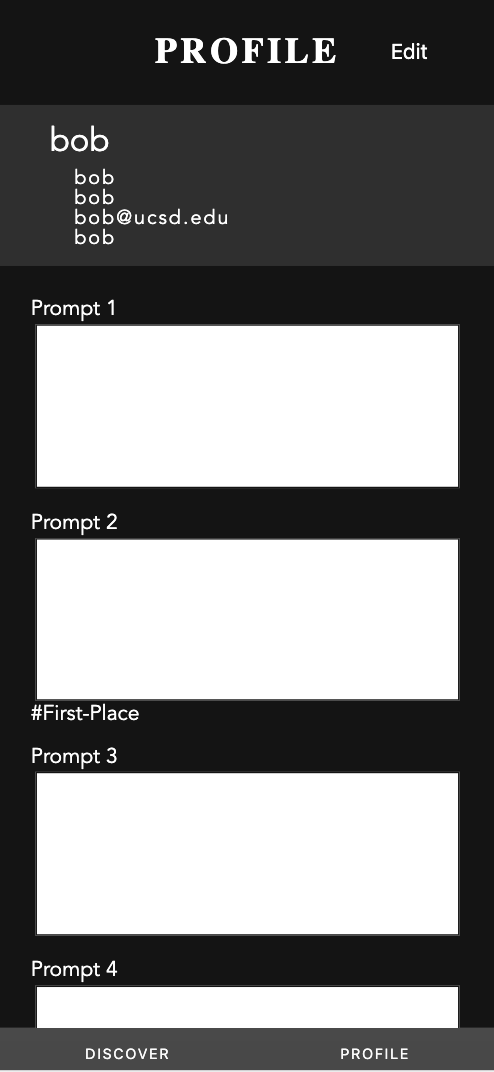 PROFILE Edit
bob
bob
bob
bob@ucsd.edu
bob
Prompt 1
Prompt 2
#First-Place
Prompt 3
Prompt 4
DISCOVER PROFILE